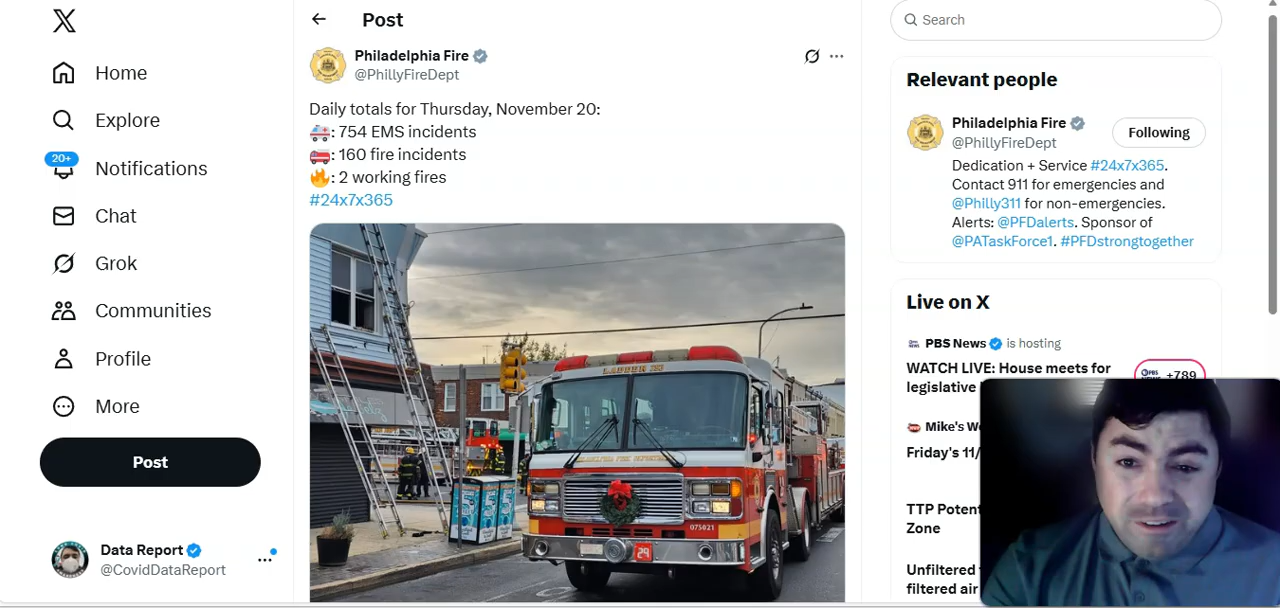 Home
Explore
20+
Notifications
Chat
Grok
Communities
Profile
More
Post
Data Report
@CovidDataReport
Post
Philadelphia Fire
@PhillyFireDept
Daily totals for Thursday, November 20:
: 754 EMS incidents
: 160 fire incidents
: 2 working fires
#24x7x365
075021
29
Search
Relevant people
Philadelphia Fire
@PhillyFireDept
Following
Dedication + Service #24x7x365.
Contact 911 for emergencies and
@Philly311 for non-emergencies.
Alerts: @PFDalerts. Sponsor of
@PATaskForce1. #PFDstrongtogether
Live on X
PBS News is hosting
WATCH LIVE: House meets for
legislative
+789
Mike's We
Friday's 11/
TTP Potent
Zone
Unfiltered
filtered air